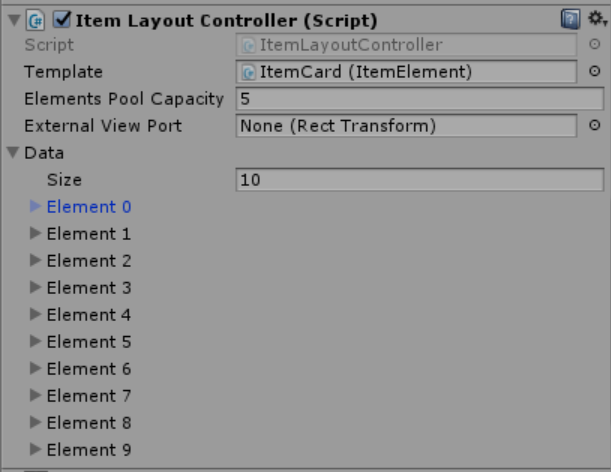 Item Layout Controller (Script)
Script ItemLayoutController
Template ItemCard (ItemElement)
Elements Pool Capacity 5
External View Port None (Rect Transform)
Data
Size 10
Element 0
Element 1
Element 2
Element 3
Element 4
Element 5
Element 6
Element 7
Element 8
Element 9